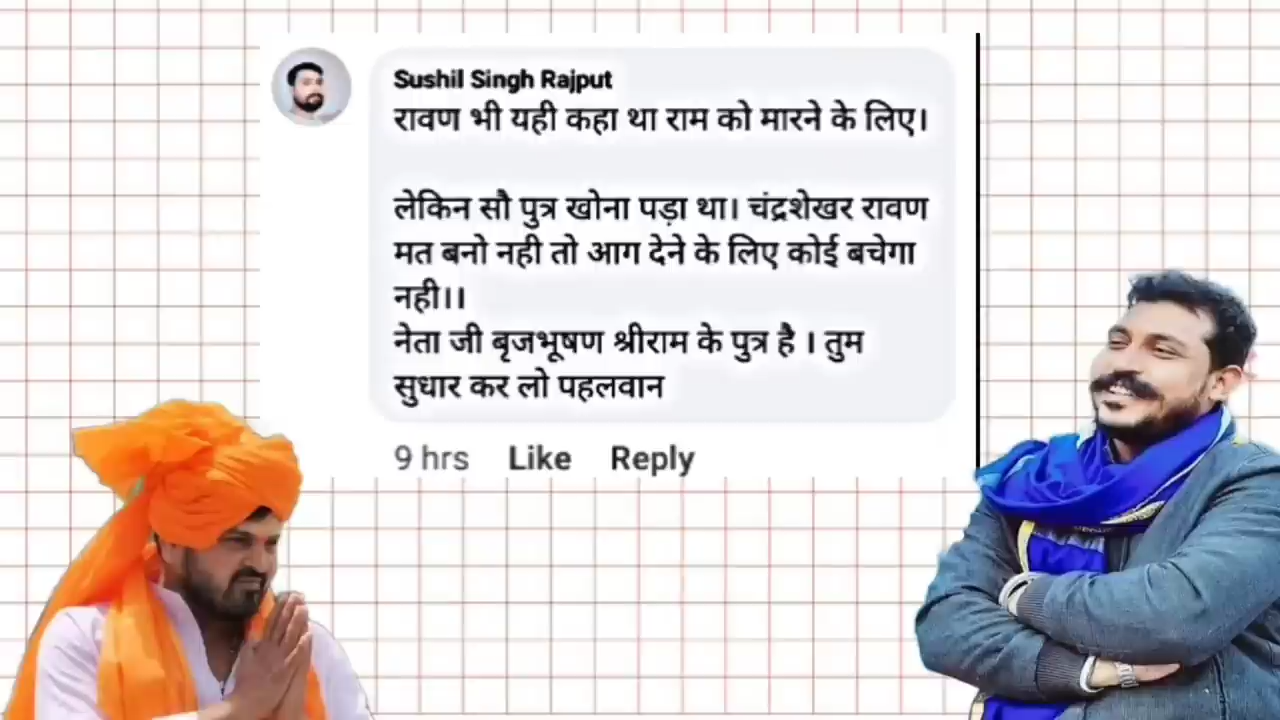 Sushil Singh Rajput
रावण भी यही कहा था राम को मारने के लिए।
लेकिन सौ पुत्र खोना पड़ा था। चंद्रशेखर रावण
मत बनो नही तो आग देने के लिए कोई बचेगा
नही।।
नेता जी बृजभूषण श्रीराम के पुत्र है । तुम
सुधार कर लो पहलवान
9 hrs Like Reply